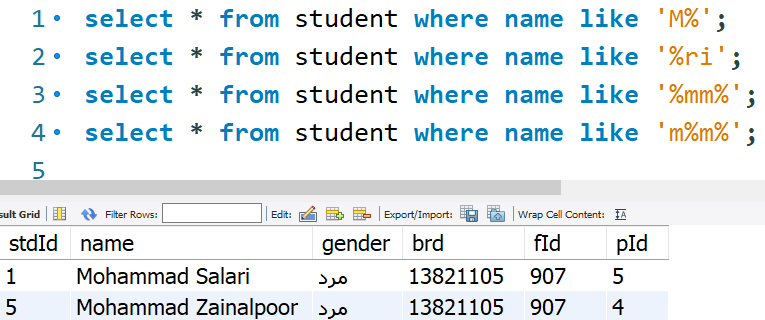 1 select * from student where name like 'M%';
2 select * from student where name like '%ri';
3 select * from student where name like '%mm%';
4 select * from student where name like 'm%m%';
5
sult Grid Filter Rows: Edit: Export/Import: Wrap Cell Content:
stdId name gender brd fId pId
1 Mohammad Salari مرد 13821105 907 5
5 Mohammad Zainalpoor مرد 13821105 907 4